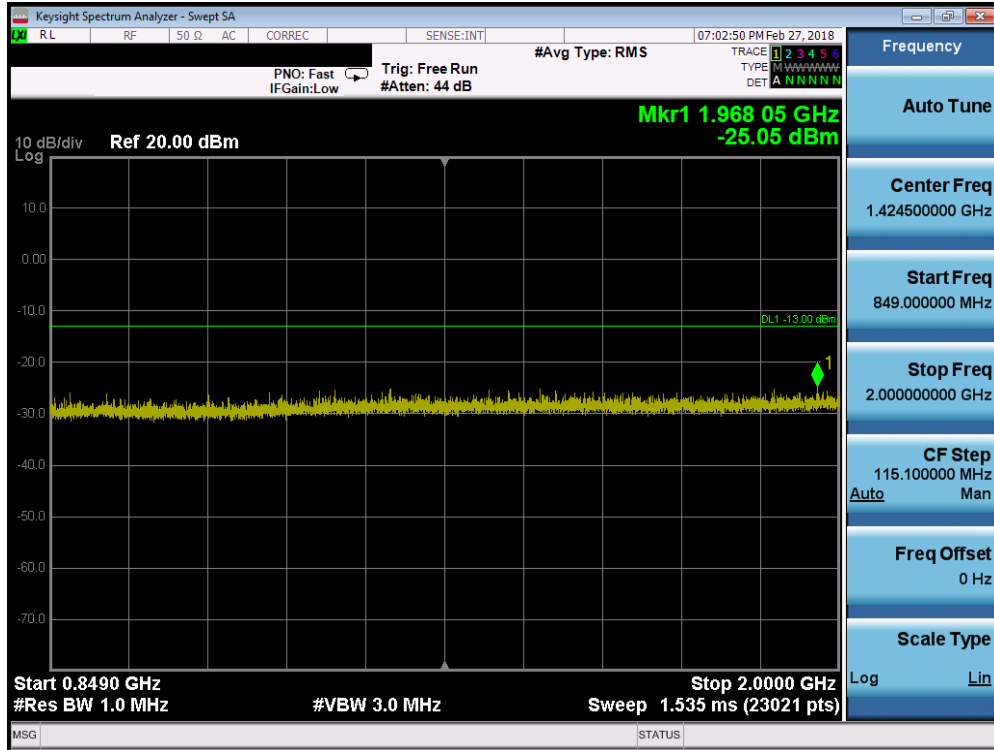 Keysight Spectrum Analyzer - Swept SA
LXI RL RF 50 Ω AC CORREC SENSE:INT 07:02:50 PM Feb 27, 2018
PNO: Fast
IFGain:Low
Trig: Free Run
#Atten: 44 dB
#Avg Type: RMS
TRACE 1 2 3 4 5 6
TYPE M WWWWW
DET A N N N N N
Mkr1 1.968 05 GHz
-25.05 dBm
10 dB/div Ref 20.00 dBm
Log
10.0
0.00
-10.0
DL1 -13.00 dBm
-20.0
1
-30.0
-40.0
-50.0
-60.0
-70.0
Start 0.8490 GHz Stop 2.0000 GHz
#Res BW 1.0 MHz #VBW 3.0 MHz Sweep 1.535 ms (23021 pts)
MSG STATUS
Frequency
Auto Tune
Center Freq
1.424500000 GHz
Start Freq
849.000000 MHz
Stop Freq
2.000000000 GHz
CF Step
115.100000 MHz
Auto Man
Freq Offset
0 Hz
Scale Type
Log Lin